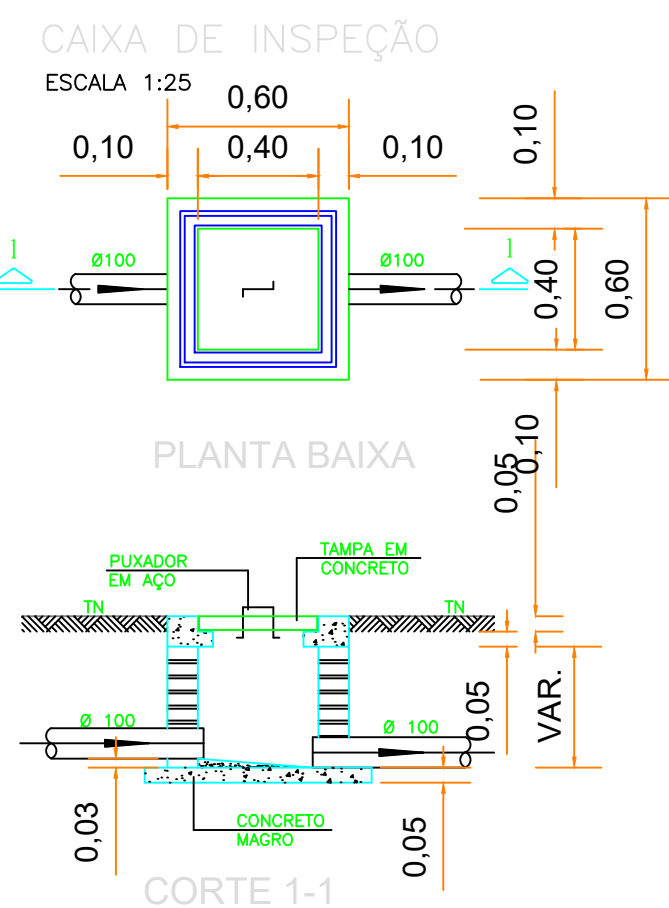 CAIXA DE INSPEÇÃO
ESCALA 1:25
0,60
0,10 0,40 0,10
0,10
1
Ø100
Ø100
1
0,40
0,60
0,10
PLANTA BAIXA
0,05
PUXADOR
EM AÇO
TAMPA EM
CONCRETO
TN
TN
0,05
VAR.
Ø 100
Ø 100
0,03
CONCRETO
MAGRO
0,05
CORTE 1-1